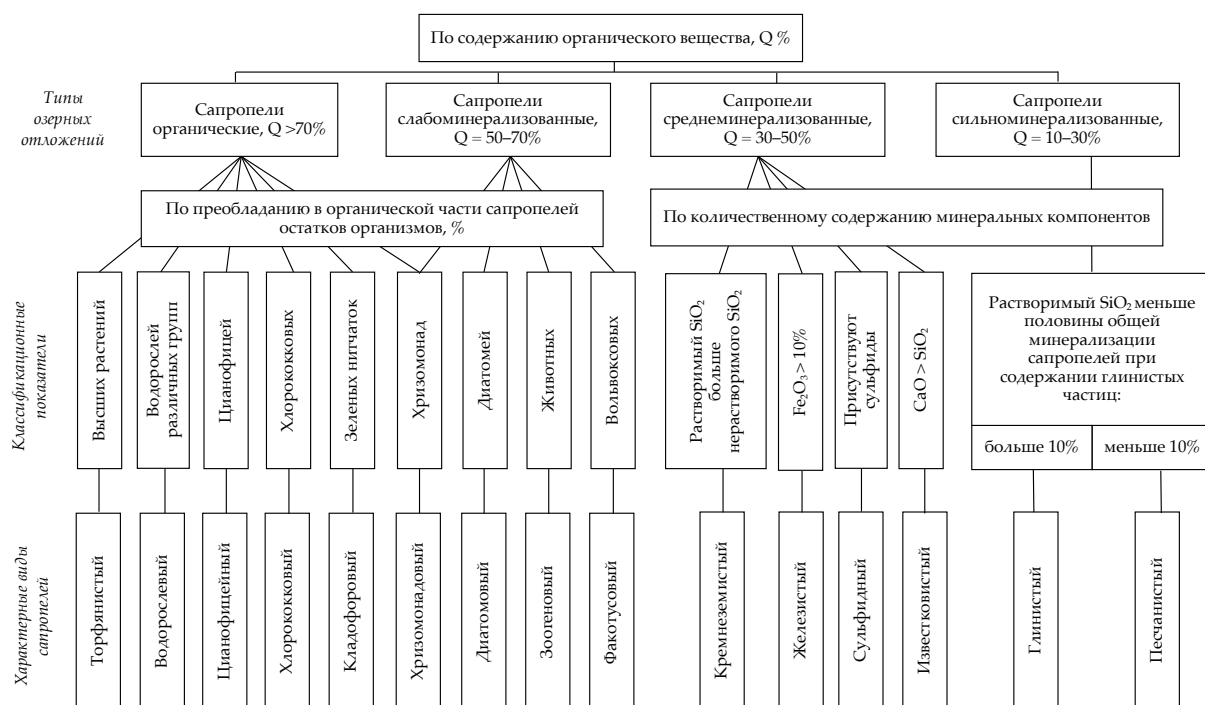 По содержанию органического вещества, Q %
Типы
озерных
отложений
Сапропели
органические, Q >70%
Сапропели
слабоминерализованные,
Q = 50–70%
Сапропели
среднеминерализованные,
Q = 30–50%
Сапропели
сильноминерализованные,
Q = 10–30%
По преобладанию в органической части сапропелей
остатков организмов, %
По количественному содержанию минеральных компонентов
Классификационные
показатели
Высших растений
Водорослей
различных групп
Цианофицей
Хлорококковых
Зеленых нитчаток
Хризомонад
Диатомей
Животных
Вольвоксовых
Растворимый SiO₂
больше
нерастворимого SiO₂
Fe₂O₃ > 10%
Присутствуют
сульфиды
CaO > SiO₂
Растворимый SiO₂ меньше
половины общей
минерализации
сапропелей при
содержании глинистых
частиц:
больше 10%
меньше 10%
Характерные виды
сапропелей
Торфянистый
Водорослевый
Цианофицейный
Хлорококковый
Кладофоровый
Хризомонадовый
Диатомовый
Зоопеновый
Факотусовый
Кремнеземистый
Железистый
Сульфидный
Известковистый
Глинистый
Песчанистый